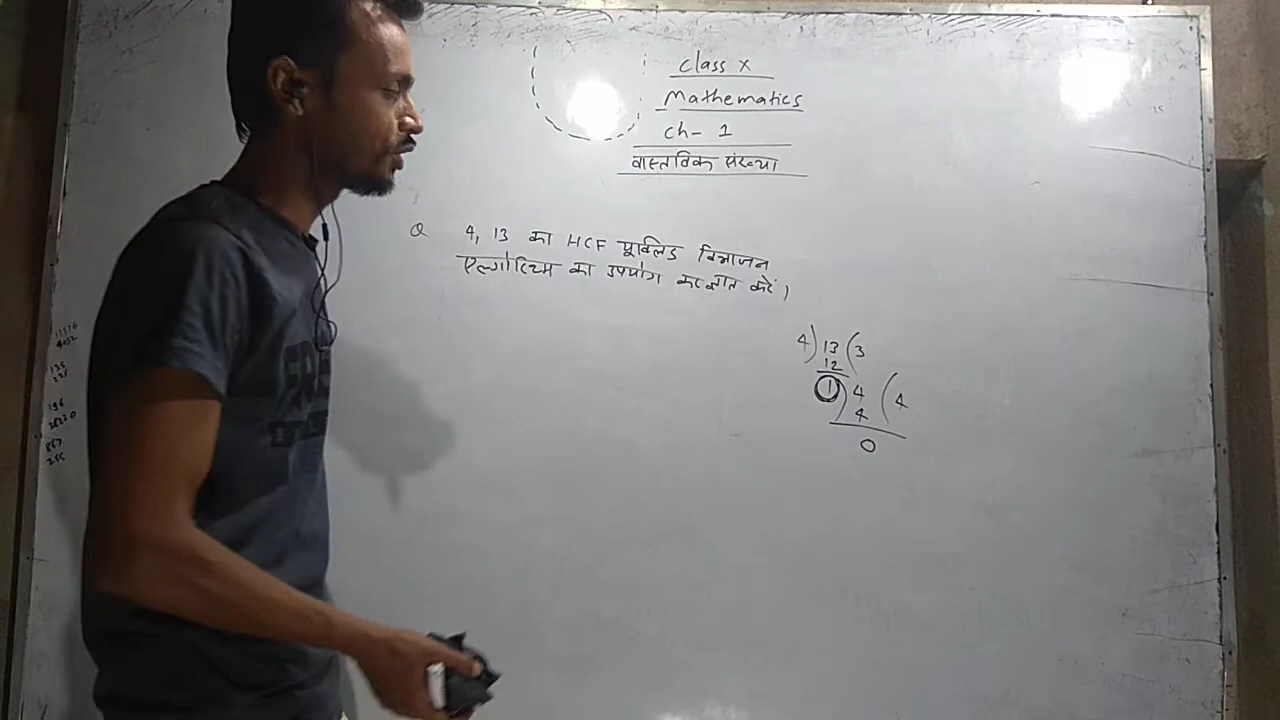 class x
Mathematics
ch- 1
वास्तविक संख्या
Q 4, 13 का HCF यूक्लिड विभाजन
एल्गोरिथ्म का उपयोग कर ज्ञात करें।
4) 13 (3
12
1) 4 (4
4
0